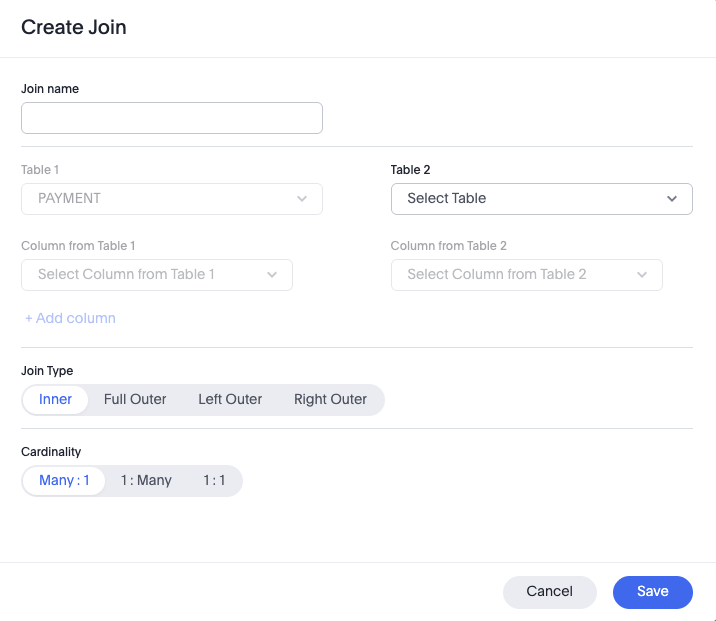 Create Join
Join name
Table 1
Table 2
PAYMENT
Select Table
Column from Table 1
Column from Table 2
Select Column from Table 1
Select Column from Table 2
+ Add column
Join Type
Inner Full Outer Left Outer Right Outer
Cardinality
Many : 1 1 : Many 1 : 1
Cancel Save